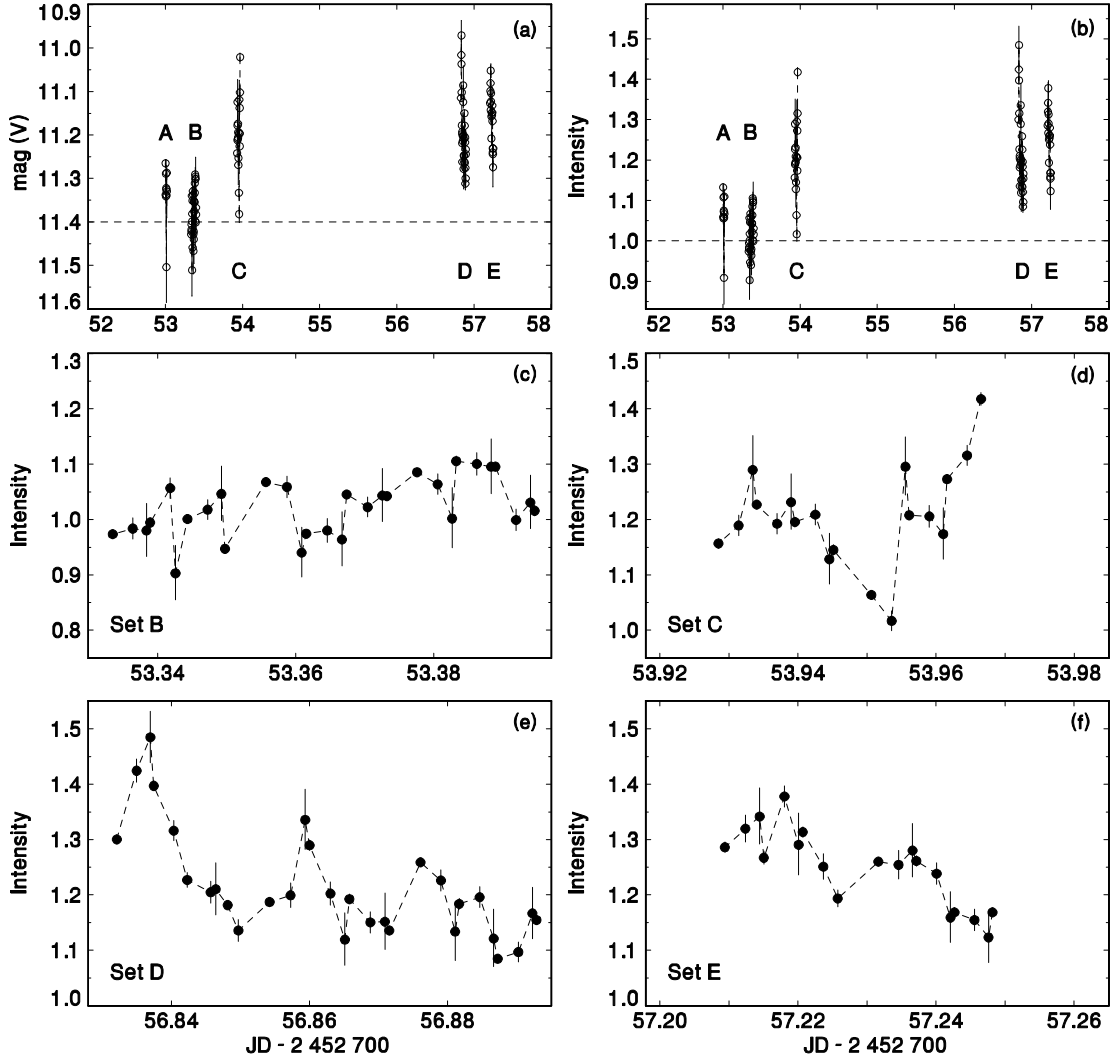 10.9
11.0
11.1
11.2
11.3
11.4
11.5
11.6
mag (V)
(a)
A
B
C
D
E
52
53
54
55
56
57
58
1.5
1.4
1.3
1.2
1.1
1.0
0.9
Intensity
(b)
A
B
C
D
E
52
53
54
55
56
57
58
1.3
1.2
1.1
1.0
0.9
0.8
Intensity
(c)
Set B
53.34
53.36
53.38
1.5
1.4
1.3
1.2
1.1
1.0
Intensity
(d)
Set C
53.92
53.94
53.96
53.98
1.5
1.4
1.3
1.2
1.1
1.0
Intensity
(e)
Set D
56.84
56.86
56.88
JD - 2 452 700
1.5
1.4
1.3
1.2
1.1
1.0
Intensity
(f)
Set E
57.20
57.22
57.24
57.26
JD - 2 452 700